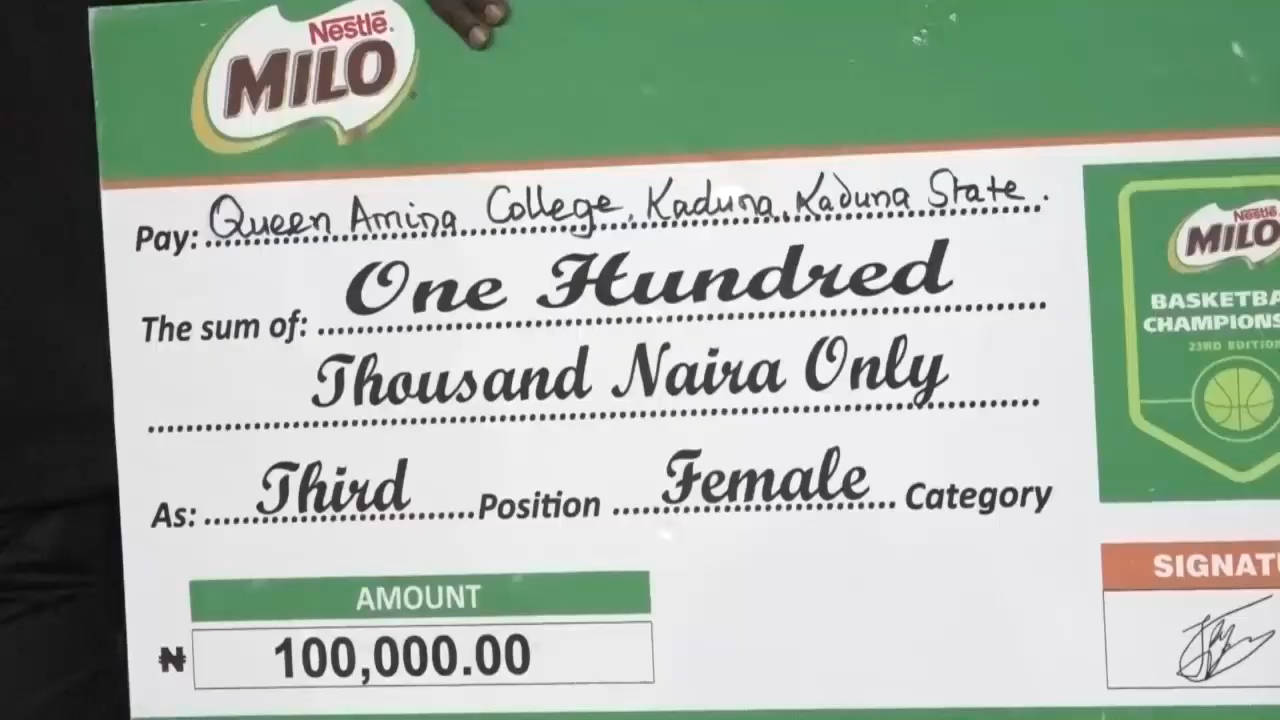 Nestlé.
MILO
Pay: Queen Amina College, Kaduna, Kaduna State.
The sum of: One Hundred
Thousand Naira Only
As: Third Position Female Category
AMOUNT
₦ 100,000.00
Nestlé
MILO
BASKETBA
CHAMPIONS
23RD EDITION
SIGNATU